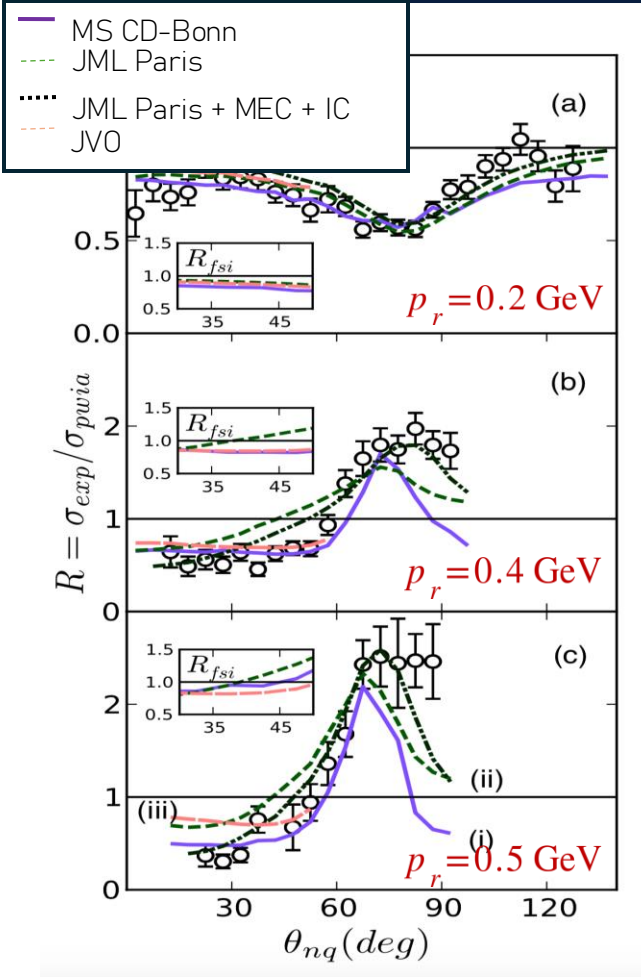 MS CD-Bonn
JML Paris
JML Paris + MEC + IC
JVO
(a)
0.5
1.5
R_fsi
1.0
0.5
35 45
p_r=0.2 GeV
0.0
(b)
2
1.5
R_fsi
1.0
0.5
35 45
1
p_r=0.4 GeV
0
R = σ_exp/σ_pwia
(c)
1.5
R_fsi
1.0
0.5
35 45
2
(ii)
1
(iii)
(i)
p_r=0.5 GeV
0
30 60 90 120
θ_nq(deg)